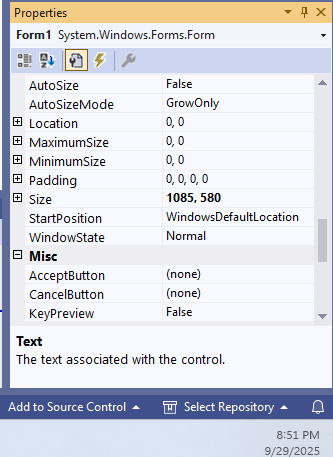 Properties
Form1 System.Windows.Forms.Form
AutoSize False
AutoSizeMode GrowOnly
Location 0, 0
MaximumSize 0, 0
MinimumSize 0, 0
Padding 0, 0, 0, 0
Size 1085, 580
StartPosition WindowsDefaultLocation
WindowState Normal
Misc
AcceptButton (none)
CancelButton (none)
KeyPreview False
Text
The text associated with the control.
Add to Source Control Select Repository
8:51 PM
9/29/2025